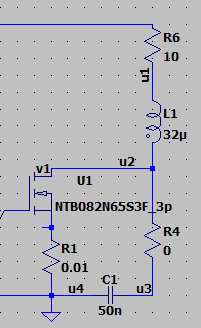 R6
10
u1
L1
32µ
u2
v1
U1
NTB082N65S3F_3p
R4
0
R1
0.01
C1
u4
u3
50n